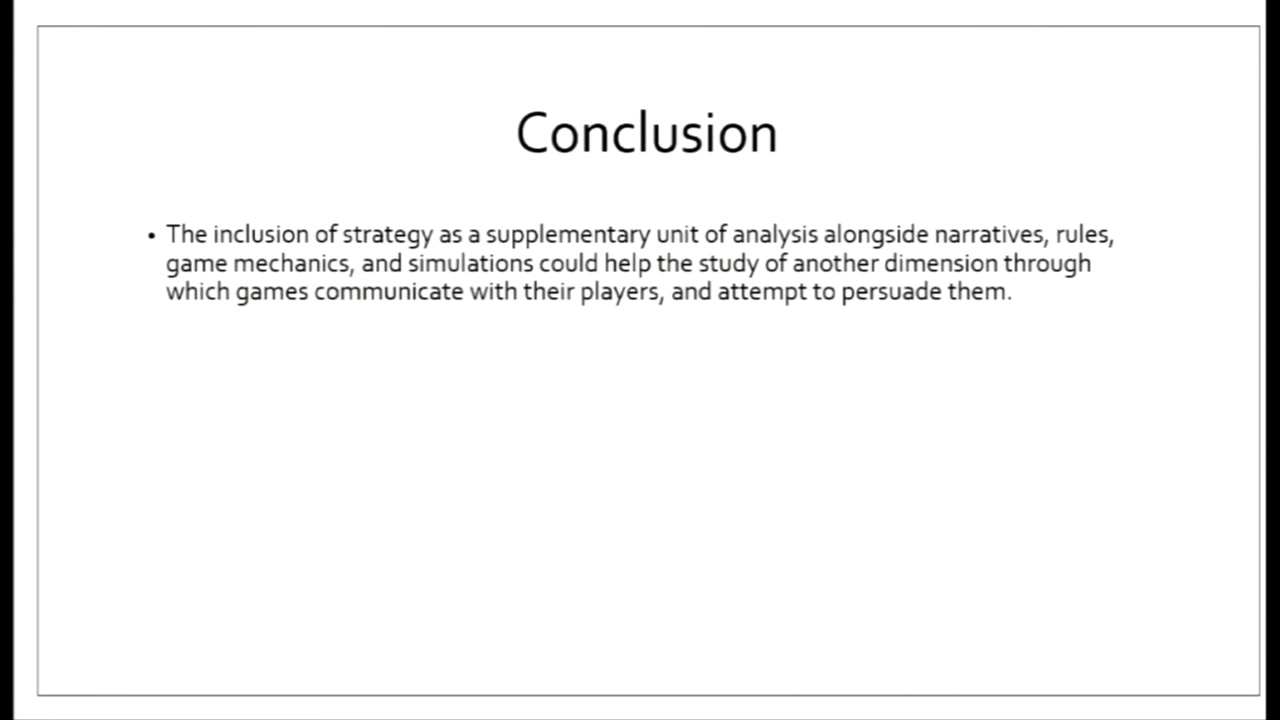 Conclusion
• The inclusion of strategy as a supplementary unit of analysis alongside narratives, rules,
game mechanics, and simulations could help the study of another dimension through
which games communicate with their players, and attempt to persuade them.